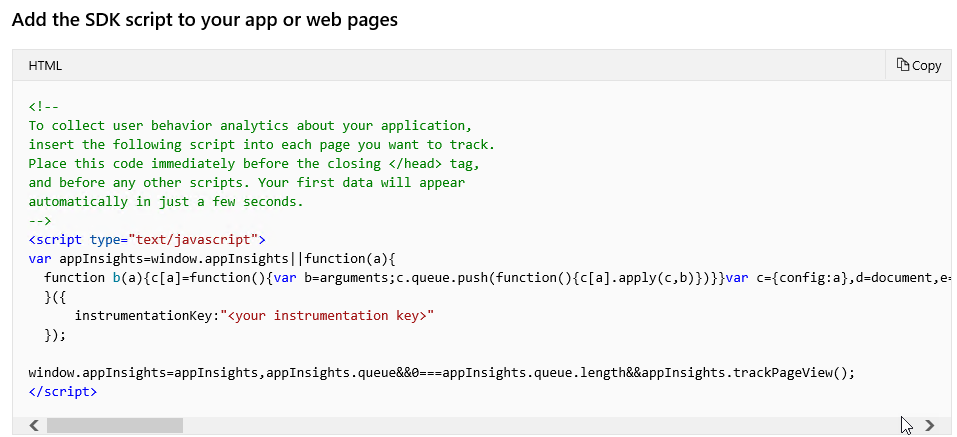 Add the SDK script to your app or web pages
HTML
Copy
<!--
To collect user behavior analytics about your application,
insert the following script into each page you want to track.
Place this code immediately before the closing </head> tag,
and before any other scripts. Your first data will appear
automatically in just a few seconds.
-->
<script type="text/javascript">
var appInsights=window.appInsights||function(a){
  function b(a){c[a]=function(){var b=arguments;c.queue.push(function(){c[a].apply(c,b)})}}var c={config:a},d=document,e=
  }({
      instrumentationKey:"<your instrumentation key>"
  });
window.appInsights=appInsights,appInsights.queue&&0===appInsights.queue.length&&appInsights.trackPageView();
</script>